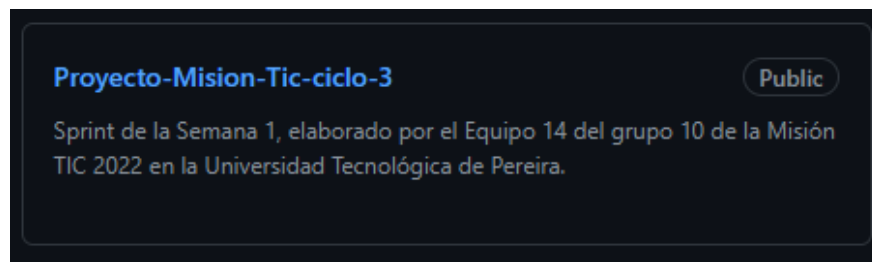 Proyecto-Mision-Tic-ciclo-3
Public
Sprint de la Semana 1, elaborado por el Equipo 14 del grupo 10 de la Misión
TIC 2022 en la Universidad Tecnológica de Pereira.